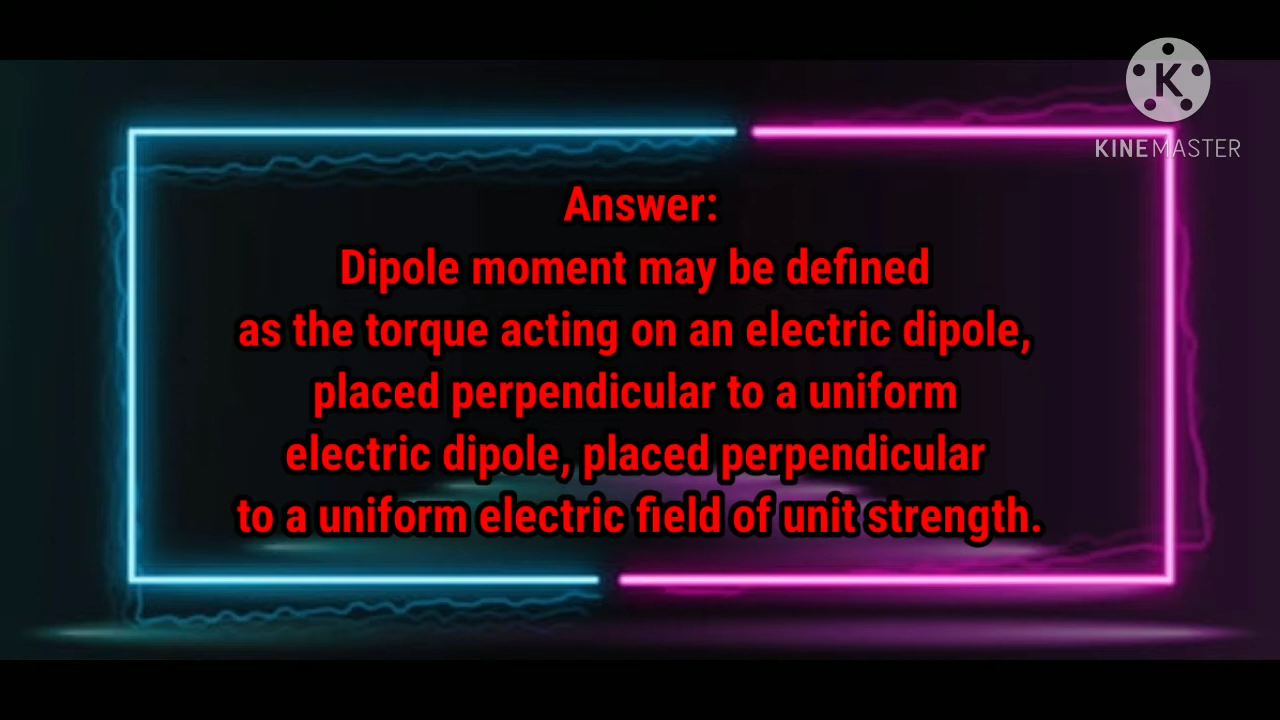 K
KINEMASTER
Answer:
Dipole moment may be defined
as the torque acting on an electric dipole,
placed perpendicular to a uniform
electric dipole, placed perpendicular
to a uniform electric field of unit strength.